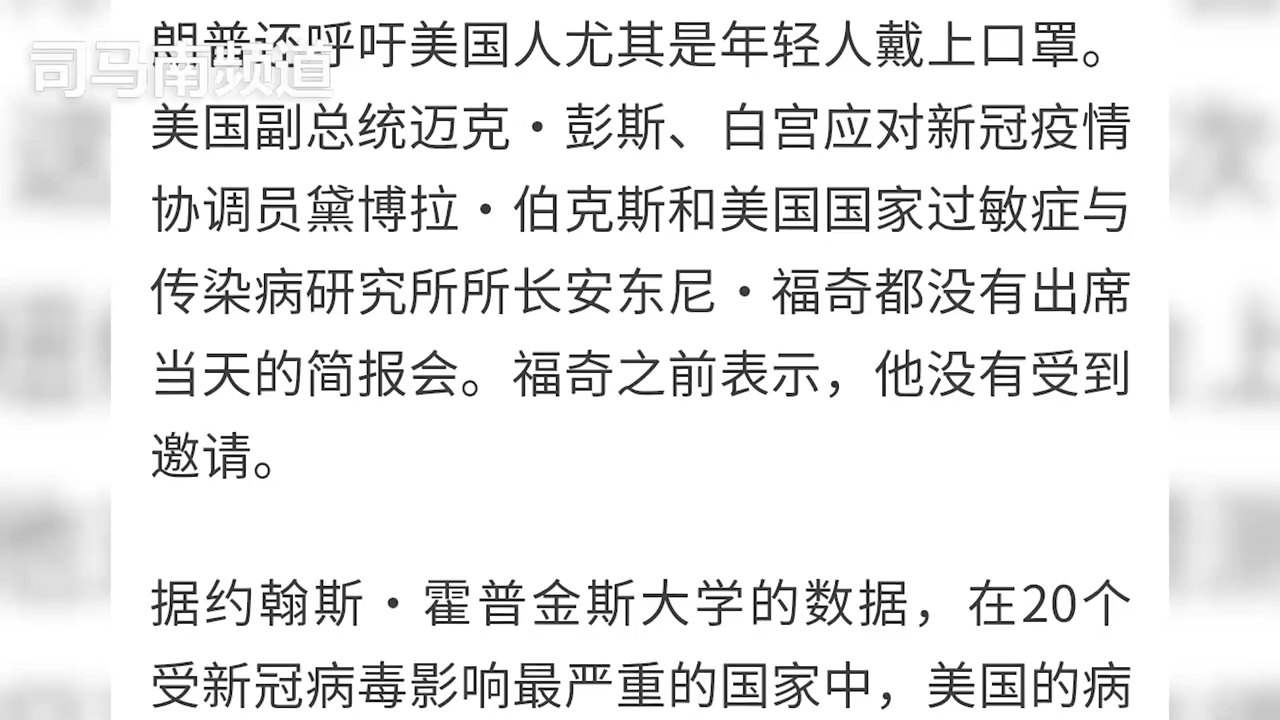 司马南频道
朗普还呼吁美国人尤其是年轻人戴上口罩。
美国副总统迈克·彭斯、白宫应对新冠疫情
协调员黛博拉·伯克斯和美国国家过敏症与
传染病研究所所长安东尼·福奇都没有出席
当天的简报会。福奇之前表示，他没有受到
邀请。
据约翰斯·霍普金斯大学的数据，在20个
受新冠病毒影响最严重的国家中，美国的病